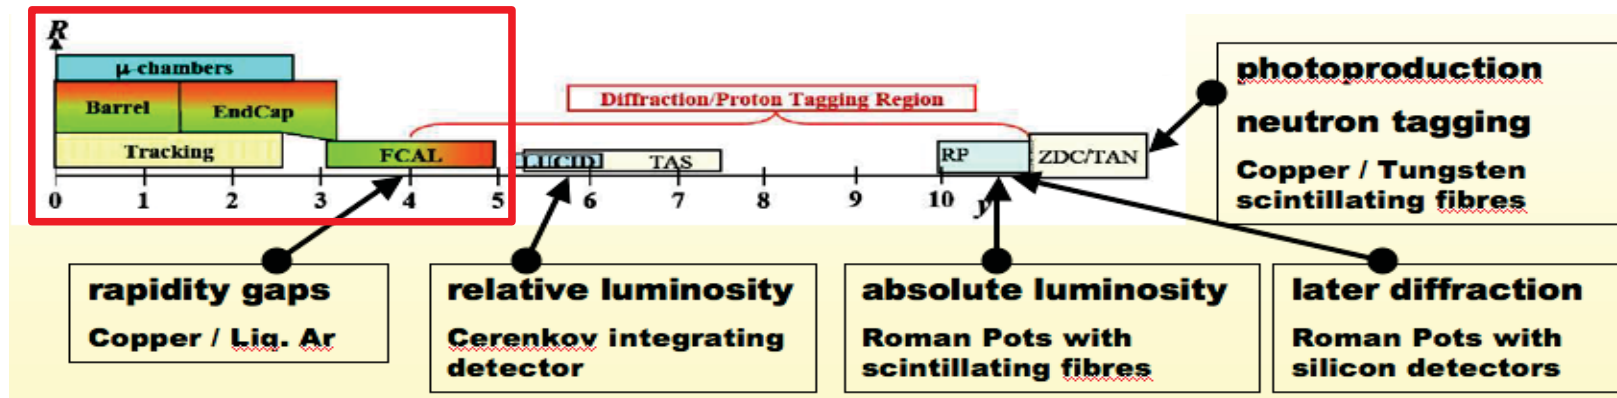 R
μ-chambers
Barrel
EndCap
Tracking
FCAL
Diffraction/Proton Tagging Region
LUCID
TAS
RP
ZDC/TAN
0 1 2 3 4 5 6 7 8 9 10 y
photoproduction
neutron tagging
Copper / Tungsten
scintillating fibres
rapidity gaps
Copper / Liq. Ar
relative luminosity
Cerenkov integrating
detector
absolute luminosity
Roman Pots with
scintillating fibres
later diffraction
Roman Pots with
silicon detectors